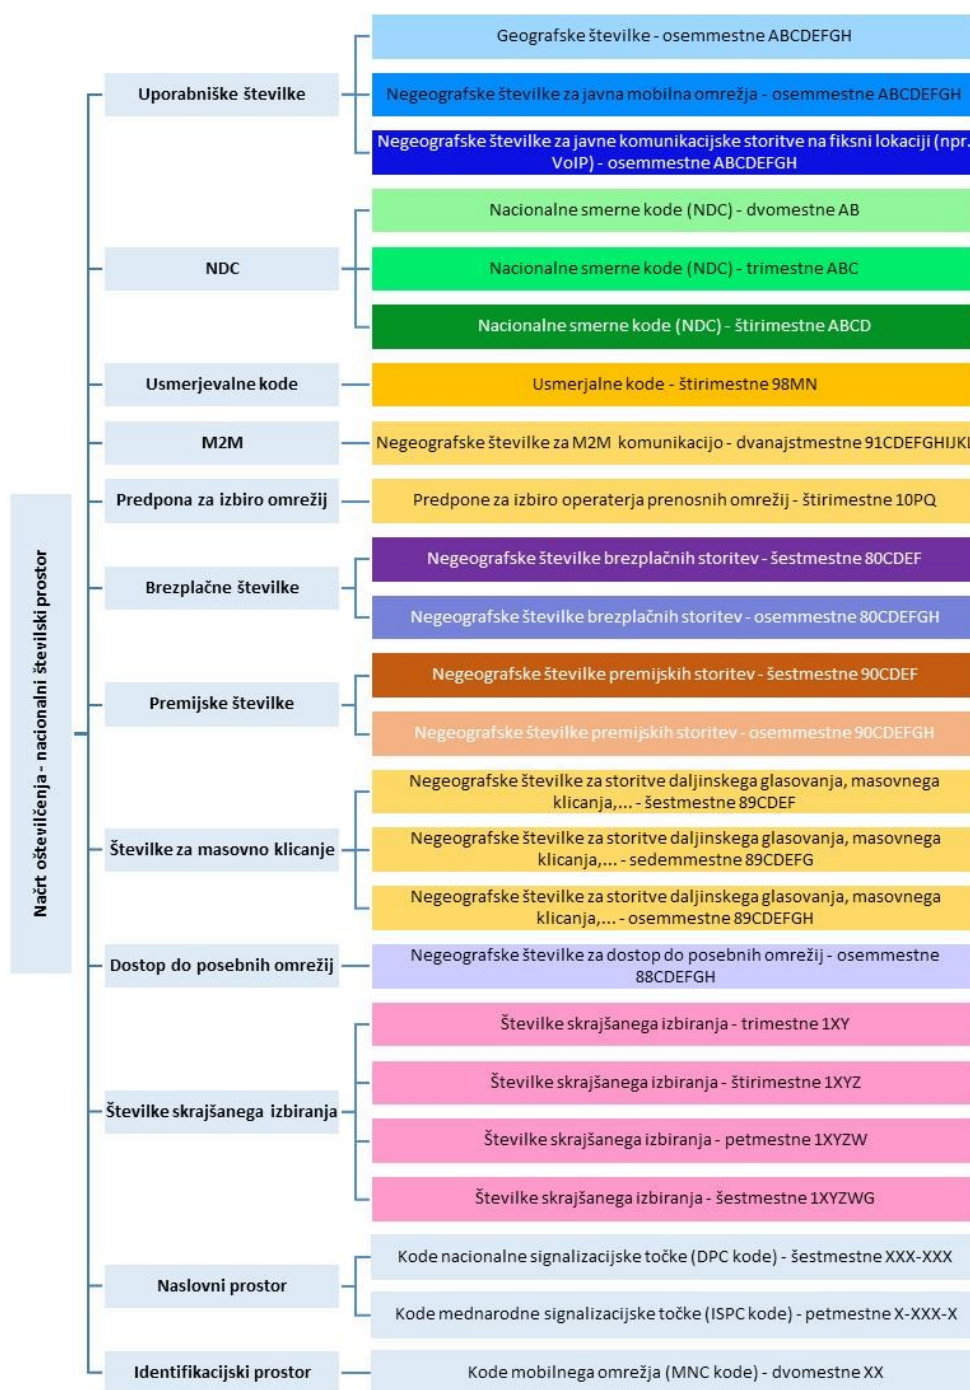 Načrt oštevilčenja - nacionalni številski prostor
Uporabniške številke
Geografske številke - osemmestne ABCDEFGH
Negeografske številke za javna mobilna omrežja - osemmestne ABCDEFGH
Negeografske številke za javne komunikacijske storitve na fiksni lokaciji (npr.
VoIP) - osemmestne ABCDEFGH
NDC
Nacionalne smerne kode (NDC) - dvomestne AB
Nacionalne smerne kode (NDC) - trimestne ABC
Nacionalne smerne kode (NDC) - štirimestne ABCD
Usmerjevalne kode
Usmerjalne kode - štirimestne 98MN
M2M
Negeografske številke za M2M komunikacijo - dvanajstmestne 91CDEFGHIJKL
Predpona za izbiro omrežij
Predpone za izbiro operaterja prenosnih omrežij - štirimestne 10PQ
Brezplačne številke
Negeografske številke brezplačnih storitev - šestmestne 80CDEF
Negeografske številke brezplačnih storitev - osemmestne 80CDEFGH
Premijske številke
Negeografske številke premijskih storitev - šestmestne 90CDEF
Negeografske številke premijskih storitev - osemmestne 90CDEFGH
Številke za masovno klicanje
Negeografske številke za storitve daljinskega glasovanja, masovnega
klicanja,... - šestmestne 89CDEF
Negeografske številke za storitve daljinskega glasovanja, masovnega
klicanja,... - sedemmestne 89CDEFG
Negeografske številke za storitve daljinskega glasovanja, masovnega
klicanja,... - osemmestne 89CDEFGH
Dostop do posebnih omrežij
Negeografske številke za dostop do posebnih omrežij - osemmestne
88CDEFGH
Številke skrajšanega izbiranja
Številke skrajšanega izbiranja - trimestne 1XY
Številke skrajšanega izbiranja - štirimestne 1XYZ
Številke skrajšanega izbiranja - petmestne 1XYZW
Številke skrajšanega izbiranja - šestmestne 1XYZWG
Naslovni prostor
Kode nacionalne signalizacijske točke (DPC kode) - šestmestne XXX-XXX
Kode mednarodne signalizacijske točke (ISPC kode) - petmestne X-XXX-X
Identifikacijski prostor
Kode mobilnega omrežja (MNC kode) - dvomestne XX